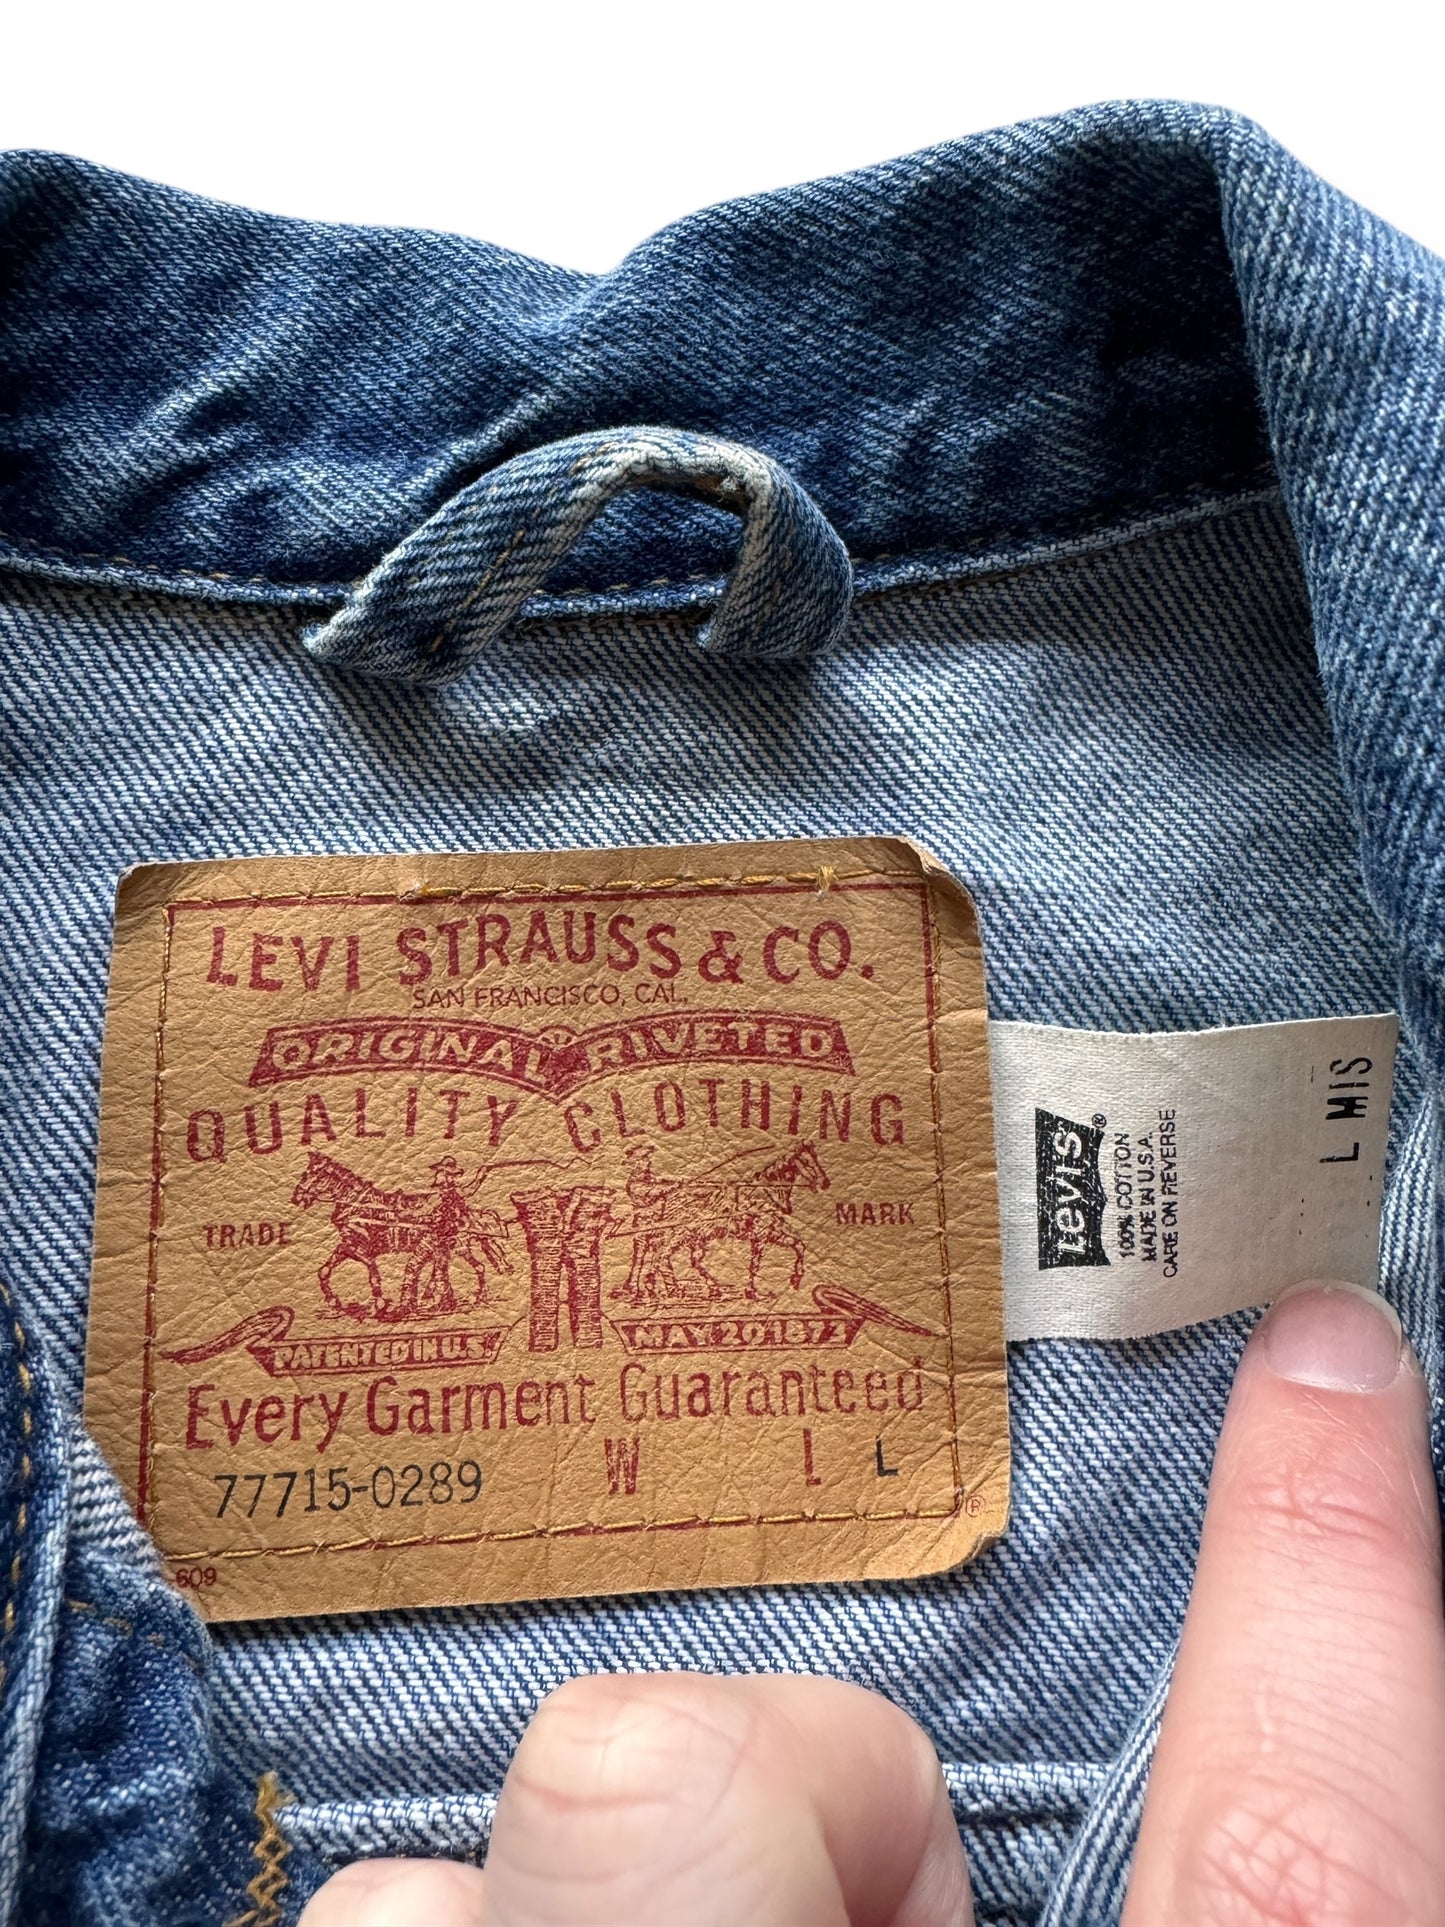 LEVI STRAUSS & CO.
SAN FRANCISCO, CAL.
ORIGINAL RIVETED
QUALITY CLOTHING
TRADE MARK
PATENTED IN U.S. MAY 20 1873
Every Garment Guaranteed
77715-0289 W L L
®
609
Levi's ®
100% COTTON
MADE IN U.S.A.
CARE ON REVERSE
L MIS